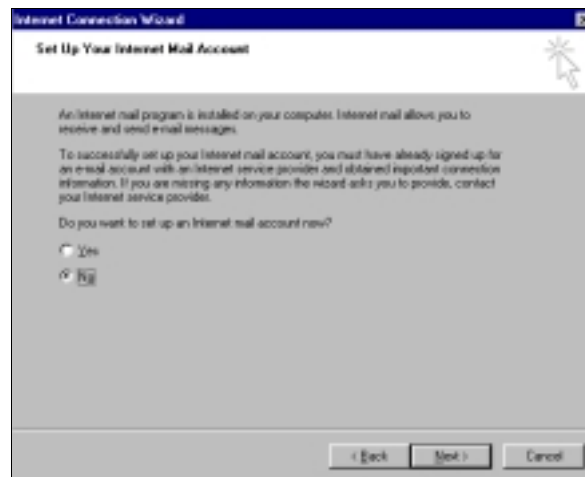 Internet Connection Wizard
Set Up Your Internet Mail Account
An Internet mail program is installed on your computer. Internet mail allows you to
receive and send e-mail messages.
To successfully set up your Internet mail account, you must have already signed up for
an e-mail account with an Internet service provider and obtained important connection
information. If you are missing any information the wizard asks you to provide, contact
your Internet service provider.
Do you want to set up an Internet mail account now?
Yes
No
< Back Next > Cancel